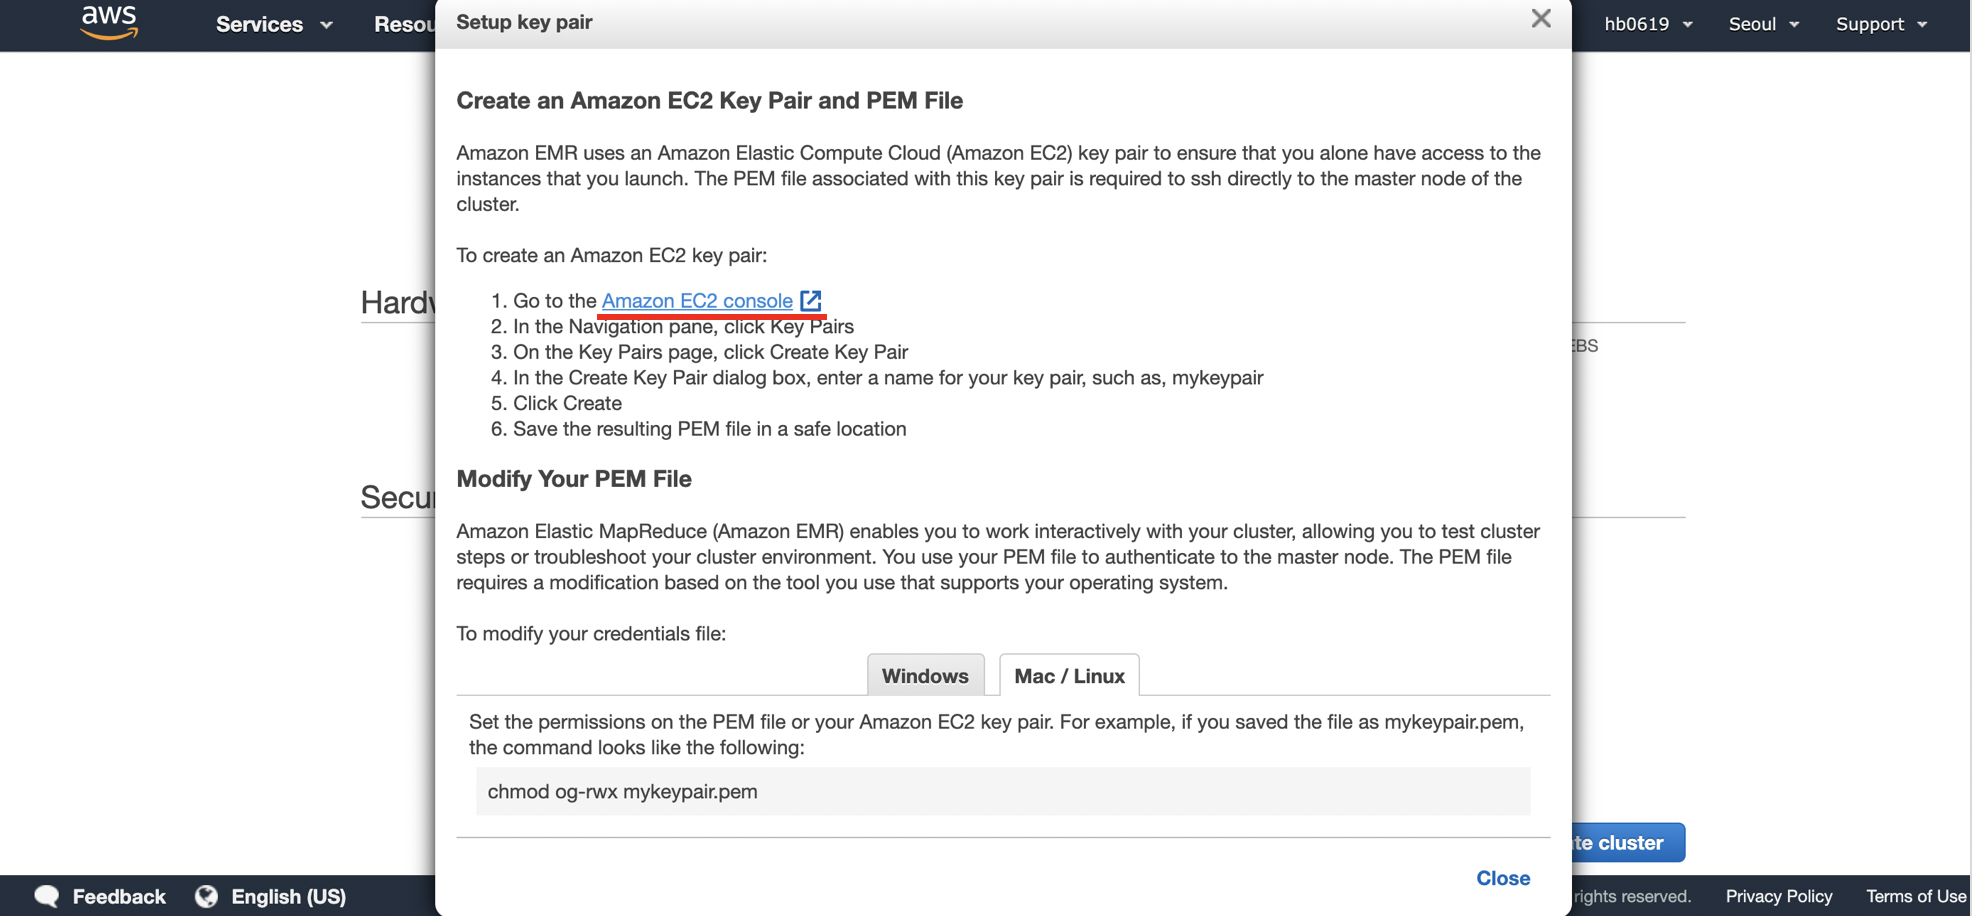 aws
Services
Resou
Setup key pair
hb0619
Seoul
Support
Create an Amazon EC2 Key Pair and PEM File
Amazon EMR uses an Amazon Elastic Compute Cloud (Amazon EC2) key pair to ensure that you alone have access to the
instances that you launch. The PEM file associated with this key pair is required to ssh directly to the master node of the
cluster.
To create an Amazon EC2 key pair:
1. Go to the Amazon EC2 console
2. In the Navigation pane, click Key Pairs
3. On the Key Pairs page, click Create Key Pair
4. In the Create Key Pair dialog box, enter a name for your key pair, such as, mykeypair
5. Click Create
6. Save the resulting PEM file in a safe location
Hardw
EBS
Modify Your PEM File
Secur
Amazon Elastic MapReduce (Amazon EMR) enables you to work interactively with your cluster, allowing you to test cluster
steps or troubleshoot your cluster environment. You use your PEM file to authenticate to the master node. The PEM file
requires a modification based on the tool you use that supports your operating system.
To modify your credentials file:
Windows
Mac / Linux
Set the permissions on the PEM file or your Amazon EC2 key pair. For example, if you saved the file as mykeypair.pem,
the command looks like the following:
chmod og-rwx mykeypair.pem
te cluster
Close
Feedback
English (US)
rights reserved.
Privacy Policy
Terms of Use